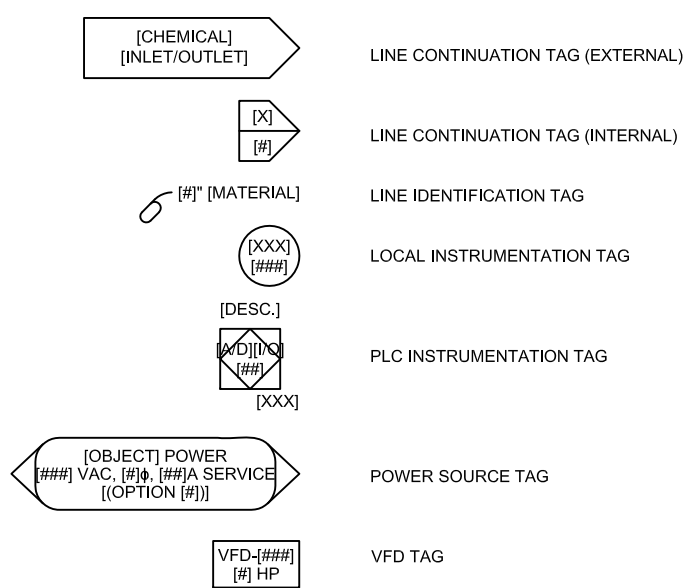 [CHEMICAL]
[INLET/OUTLET]
LINE CONTINUATION TAG (EXTERNAL)
[X]
[#]
LINE CONTINUATION TAG (INTERNAL)
[#]" [MATERIAL]
LINE IDENTIFICATION TAG
[XXX]
[###]
LOCAL INSTRUMENTATION TAG
[DESC.]
[A/D][I/O]
[##]
[XXX]
PLC INSTRUMENTATION TAG
[OBJECT] POWER
[###] VAC, [#]ϕ, [##]A SERVICE
[(OPTION [#])]
POWER SOURCE TAG
VFD-[###]
[#] HP
VFD TAG